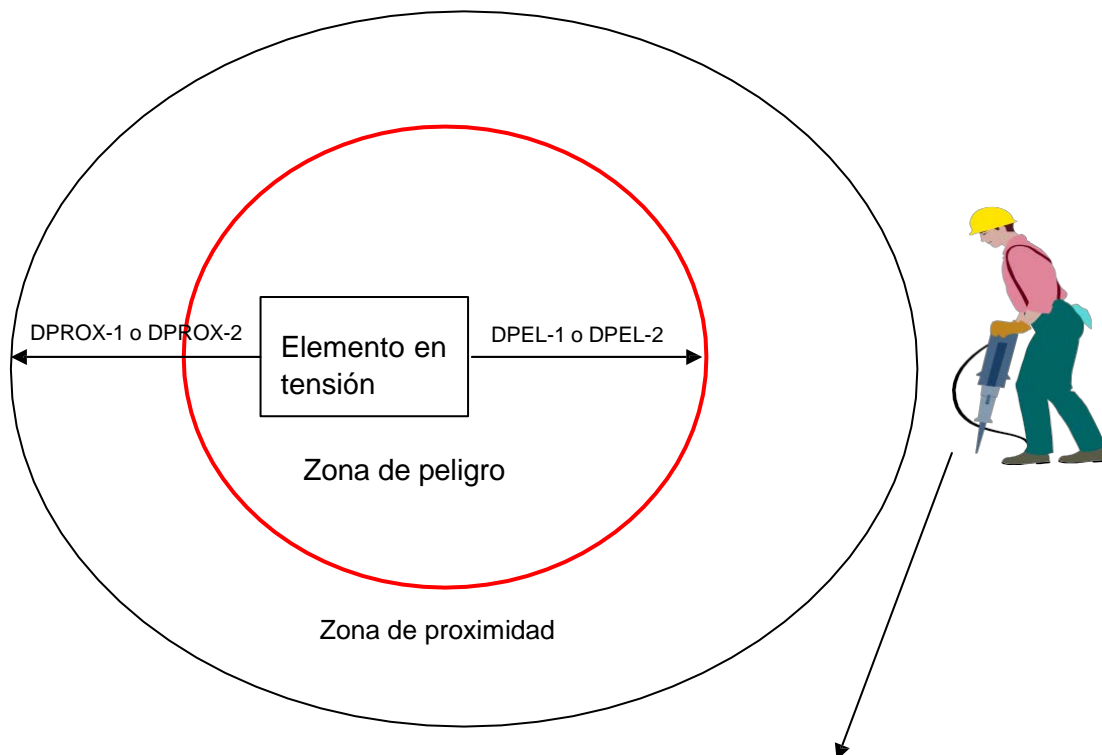 DPROX-1 o DPROX-2
DPEL-1 o DPEL-2
Elemento en
tensión
Zona de peligro
Zona de proximidad